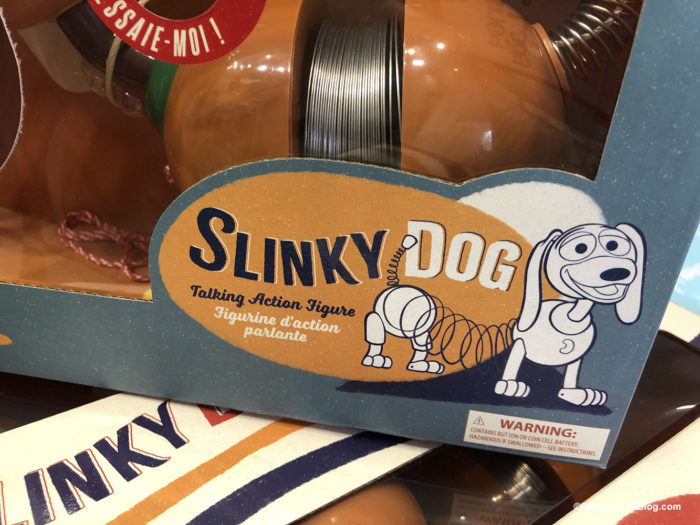 ESSAIE-MOI !
SLINKY DOG
Talking Action Figure
Figurine d'action
parlante
WARNING:
CONTAINS BUTTON OR COIN CELL BATTERY.
HAZARDOUS IF SWALLOWED—SEE INSTRUCTIONS.
LINKY D